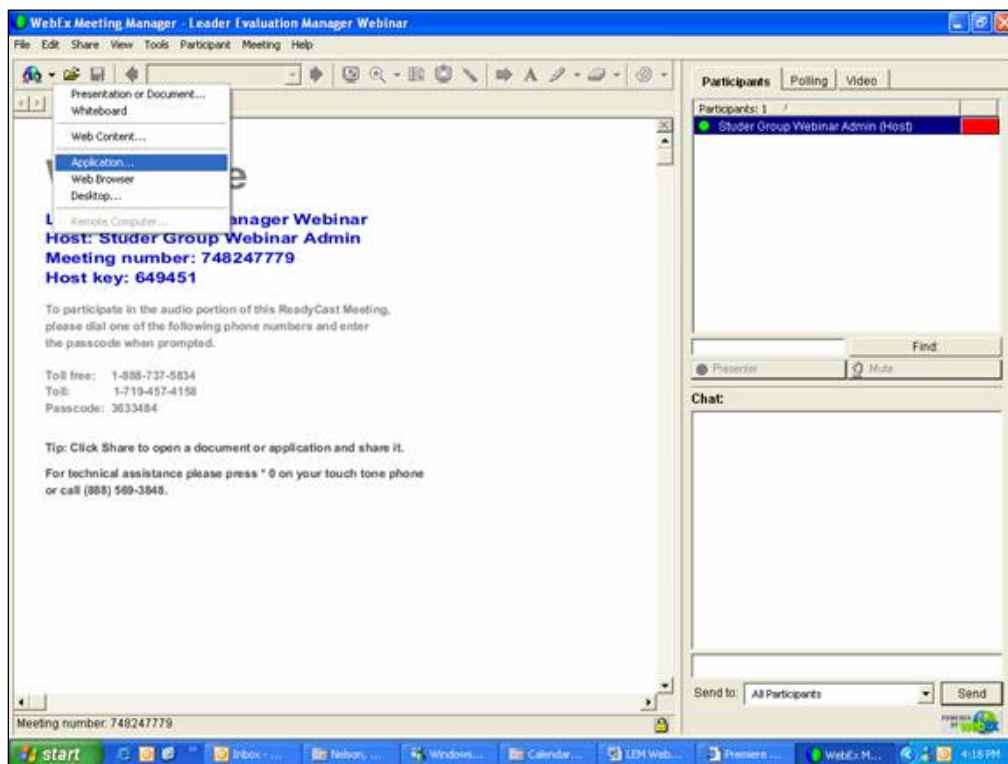 WebEx Meeting Manager - Leader Evaluation Manager Webinar
File Edit Share View Tools Participant Meeting Help
Presentation or Document...
Whiteboard
Web Content...
Application...
Web Browser
Desktop...
Remote Computer...
e
anager Webinar
Host: Studer Group Webinar Admin
Meeting number: 748247779
Host key: 649451
To participate in the audio portion of this ReadyCast Meeting,
please dial one of the following phone numbers and enter
the passcode when prompted.
Toll free: 1-888-737-5834
Toll: 1-719-457-4158
Passcode: 3633484
Tip: Click Share to open a document or application and share it.
For technical assistance please press * 0 on your touch tone phone
or call (888) 569-3848.
Meeting number: 748247779
Participants Polling Video
Participants: 1
Studer Group Webinar Admin (Host)
Find
Presenter Mute
Chat:
Send to: All Participants Send
POWERED BY
start Inbox - ... Nelson, ... Windows... Calendar... LEM Web... Premiere ... WebEx M... 4:18 PM